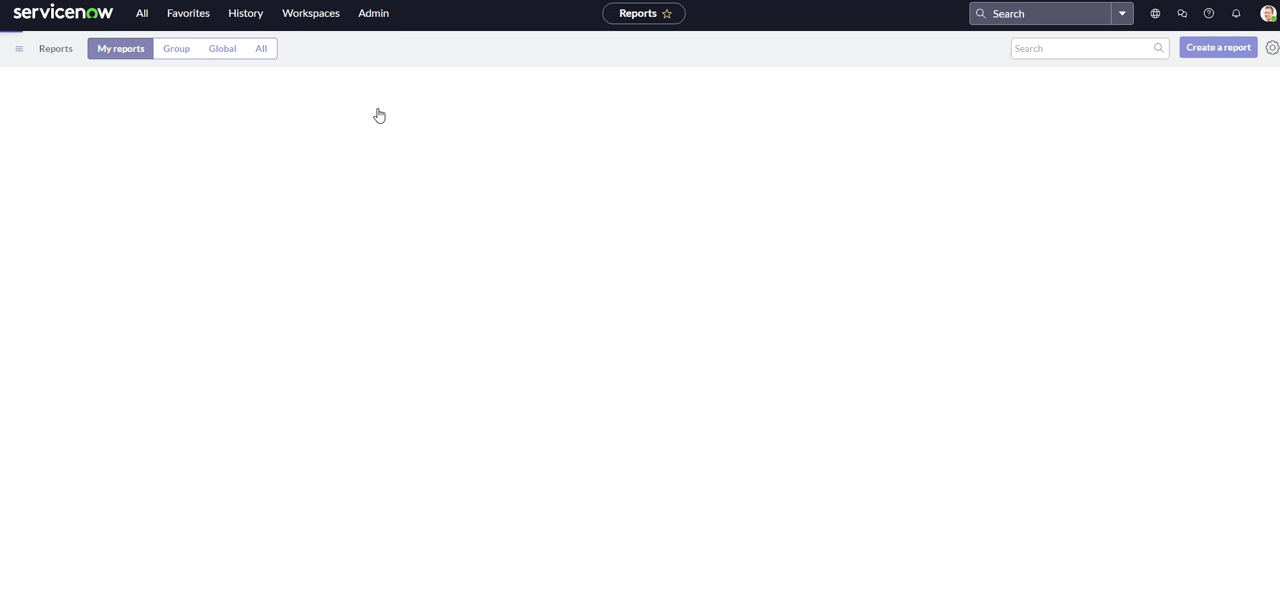 servicenow All Favorites History Workspaces Admin Reports Search
Reports My reports Group Global All Search Create a report